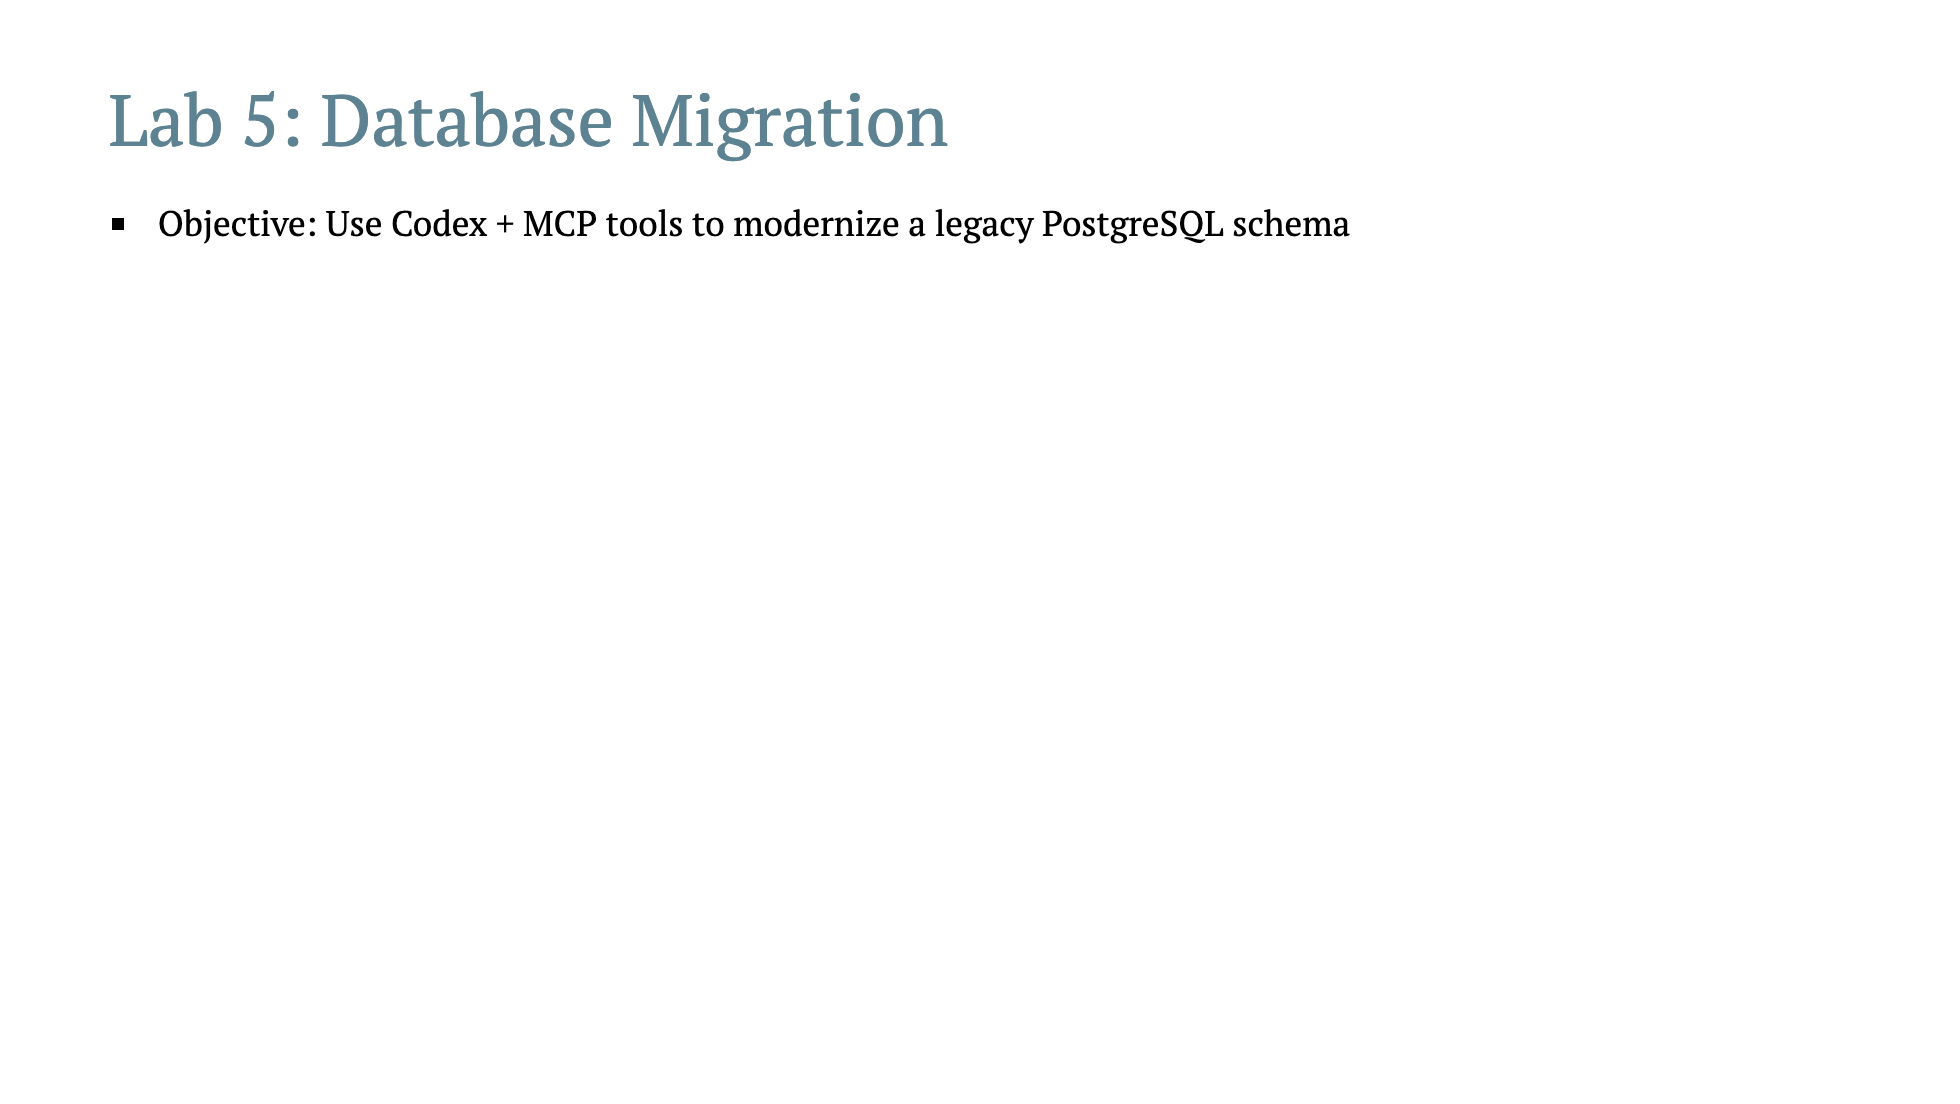 Lab 5: Database Migration
▪ Objective: Use Codex + MCP tools to modernize a legacy PostgreSQL schema